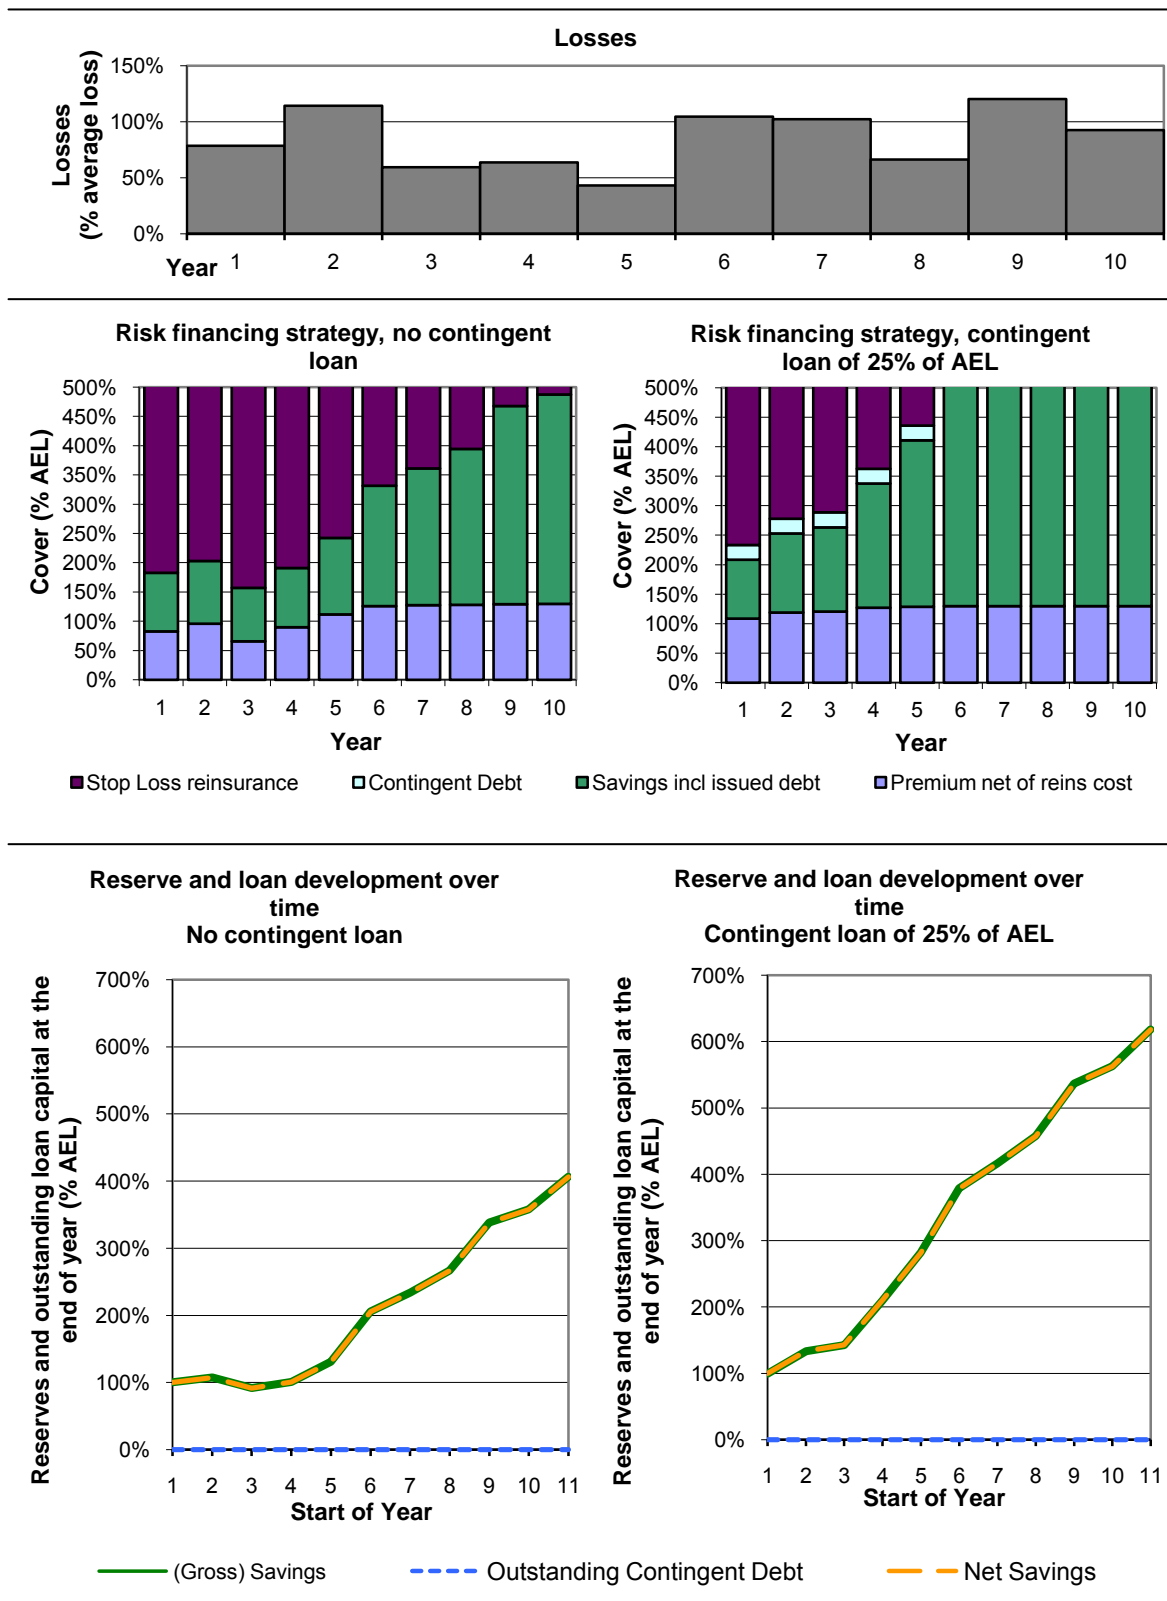 Losses
Losses
(% average loss)
150%
100%
50%
0%
Year 1 2 3 4 5 6 7 8 9 10
Risk financing strategy, no contingent
loan
Cover (% AEL)
500%
450%
400%
350%
300%
250%
200%
150%
100%
50%
0%
1 2 3 4 5 6 7 8 9 10
Year
Risk financing strategy, contingent
loan of 25% of AEL
Cover (% AEL)
500%
450%
400%
350%
300%
250%
200%
150%
100%
50%
0%
1 2 3 4 5 6 7 8 9 10
Year
Stop Loss reinsurance Contingent Debt Savings incl issued debt Premium net of reins cost
Reserve and loan development over
time
No contingent loan
Reserves and outstanding loan capital at the
end of year (% AEL)
700%
600%
500%
400%
300%
200%
100%
0%
1 2 3 4 5 6 7 8 9 10 11
Start of Year
Reserve and loan development over
time
Contingent loan of 25% of AEL
Reserves and outstanding loan capital at the
end of year (% AEL)
700%
600%
500%
400%
300%
200%
100%
0%
1 2 3 4 5 6 7 8 9 10 11
Start of Year
(Gross) Savings Outstanding Contingent Debt Net Savings